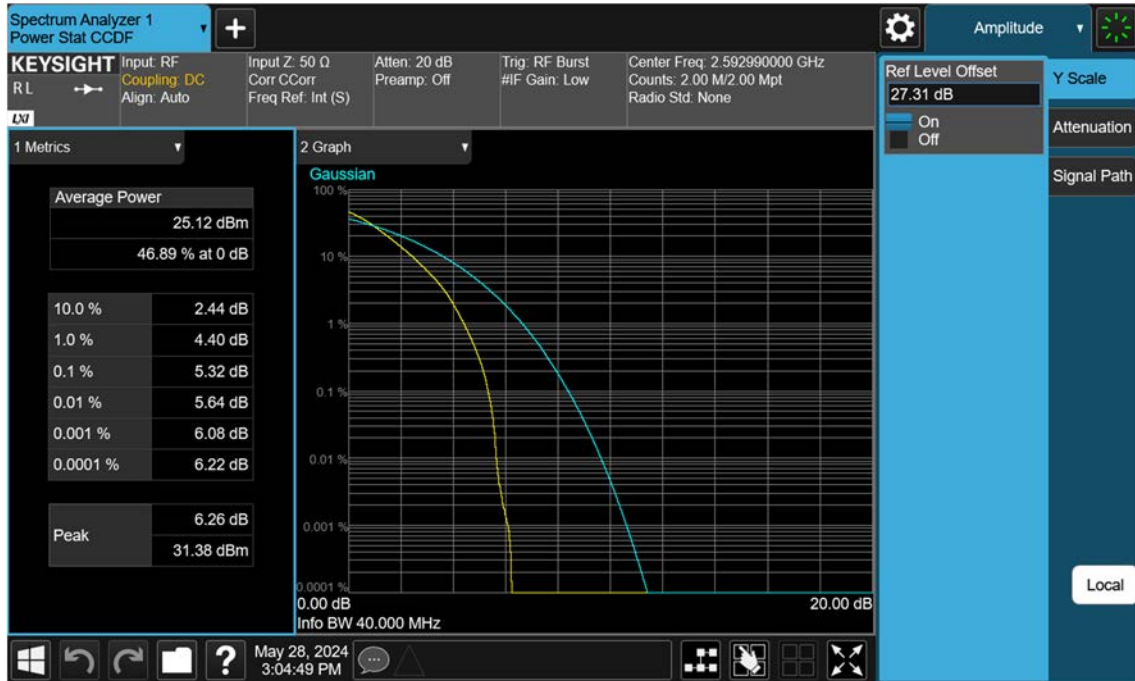 Spectrum Analyzer 1
Power Stat CCDF
Amplitude
KEYSIGHT
R L
LXI
Input: RF
Coupling: DC
Align: Auto
Input Z: 50 Ω
Corr CCorr
Freq Ref: Int (S)
Atten: 20 dB
Preamp: Off
Trig: RF Burst
#IF Gain: Low
Center Freq: 2.592990000 GHz
Counts: 2.00 M/2.00 Mpt
Radio Std: None
Ref Level Offset
27.31 dB
On
Off
Y Scale
Attenuation
Signal Path
1 Metrics
Average Power
25.12 dBm
46.89 % at 0 dB
10.0 % 2.44 dB
1.0 % 4.40 dB
0.1 % 5.32 dB
0.01 % 5.64 dB
0.001 % 6.08 dB
0.0001 % 6.22 dB
Peak
6.26 dB
31.38 dBm
2 Graph
Gaussian
100 %
10 %
1 %
0.1 %
0.01 %
0.001 %
0.0001 %
0.00 dB 20.00 dB
Info BW 40.000 MHz
Local
?
May 28, 2024
3:04:49 PM